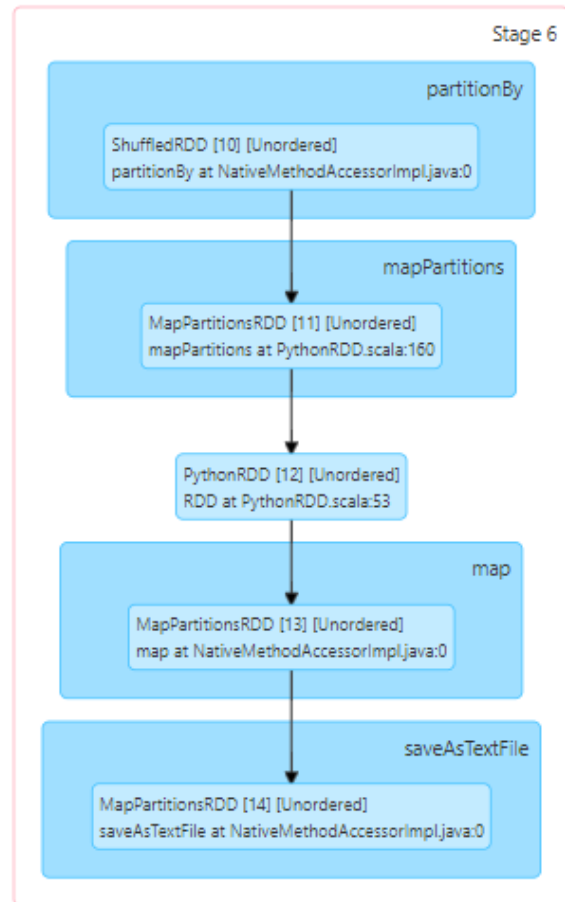 Stage 6
partitionBy
ShuffledRDD [10] [Unordered]
partitionBy at NativeMethodAccessorImpl.java:0
mapPartitions
MapPartitionsRDD [11] [Unordered]
mapPartitions at PythonRDD.scala:160
PythonRDD [12] [Unordered]
RDD at PythonRDD.scala:53
map
MapPartitionsRDD [13] [Unordered]
map at NativeMethodAccessorImpl.java:0
saveAsTextFile
MapPartitionsRDD [14] [Unordered]
saveAsTextFile at NativeMethodAccessorImpl.java:0